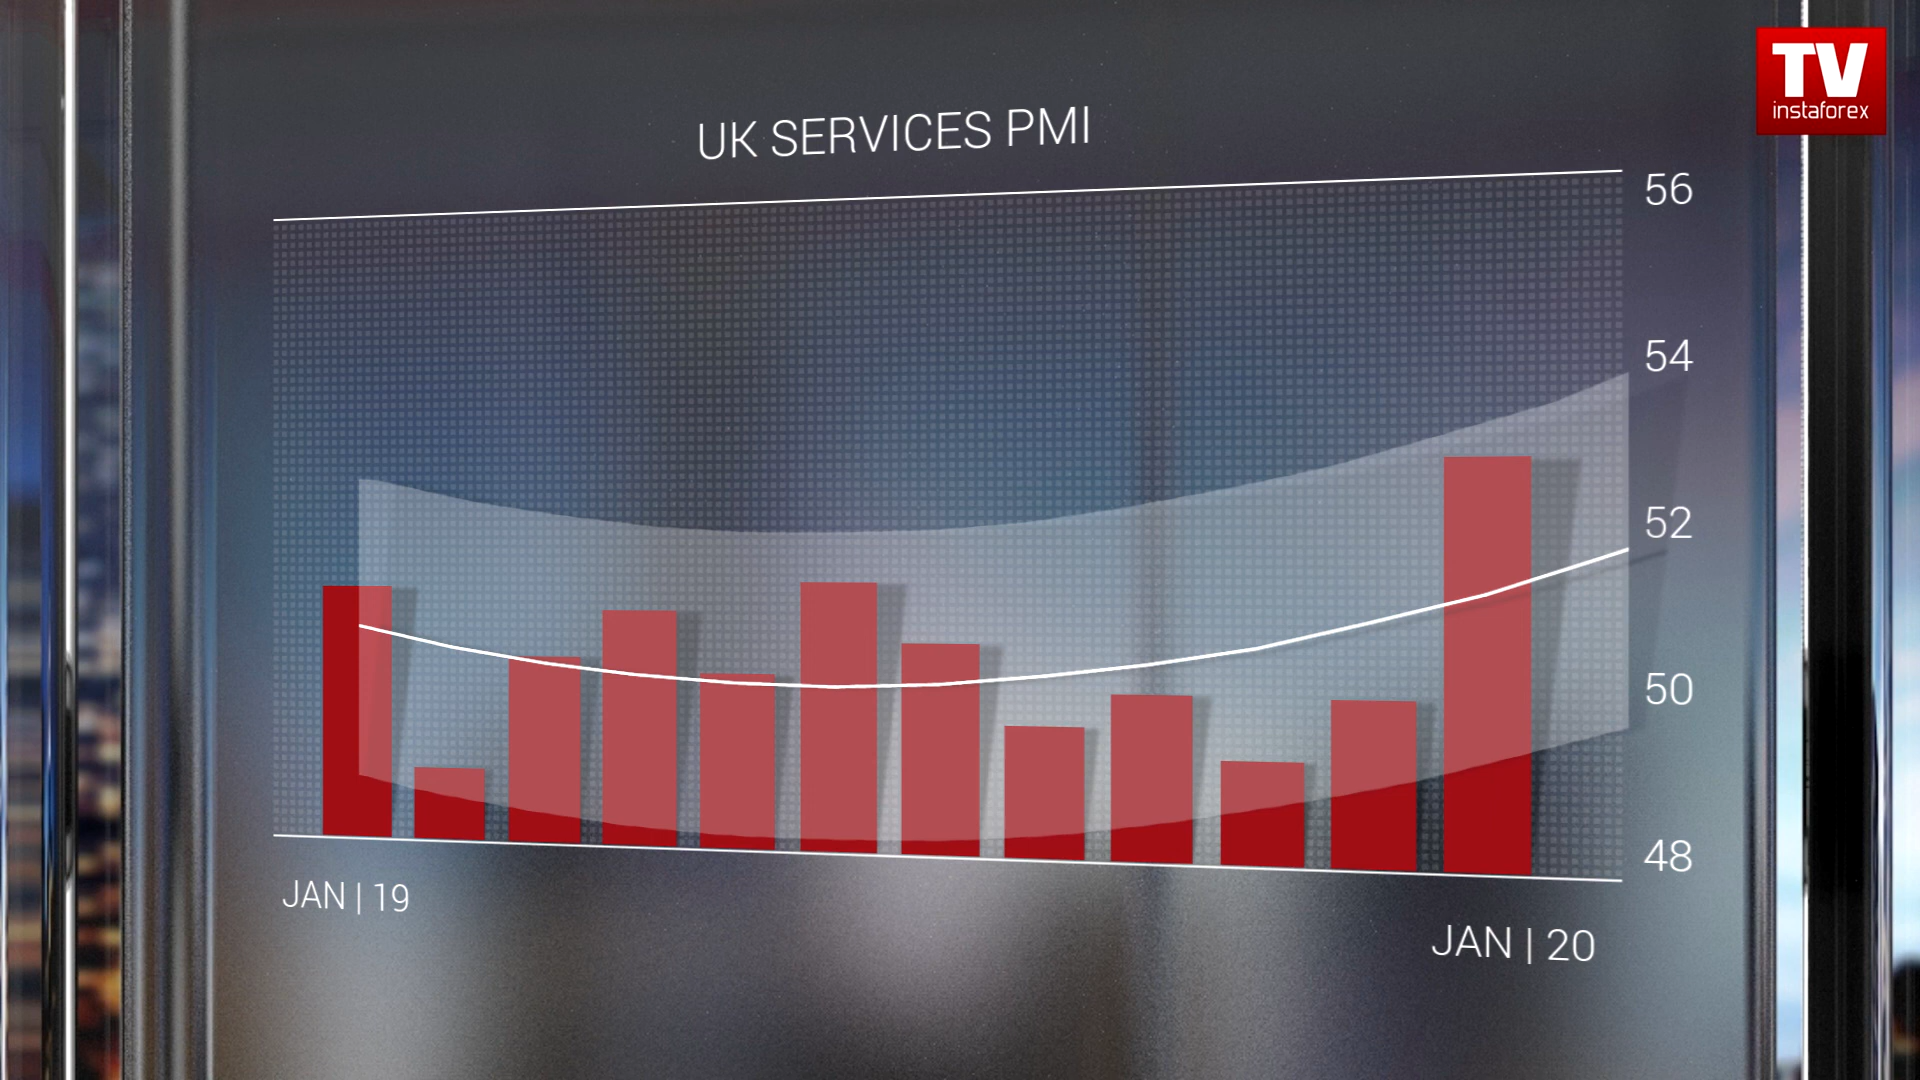 TV
instaforex
UK SERVICES PMI
56
54
52
50
48
JAN | 19
JAN | 20